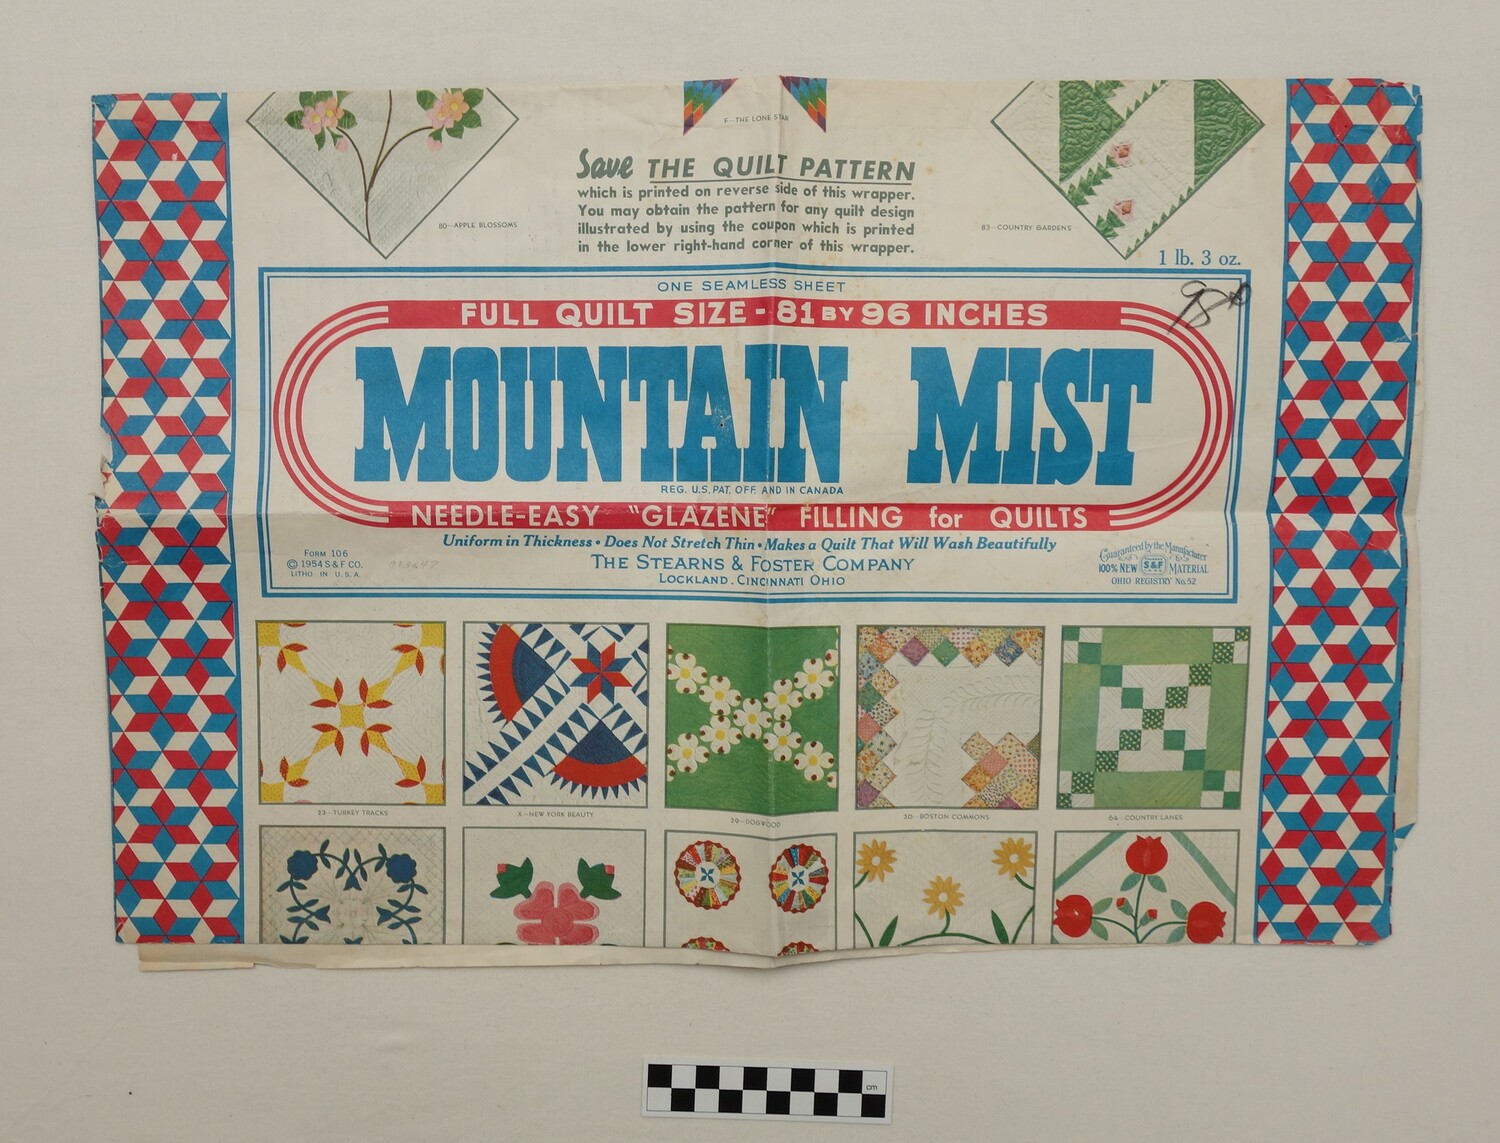 F—THE LONE STAR
Save THE QUILT PATTERN
which is printed on reverse side of this wrapper.
You may obtain the pattern for any quilt design
illustrated by using the coupon which is printed
in the lower right-hand corner of this wrapper.
80—APPLE BLOSSOMS
83—COUNTRY GARDENS
1 lb. 3 oz.
ONE SEAMLESS SHEET
FULL QUILT SIZE - 81 BY 96 INCHES
MOUNTAIN MIST
REG. U.S. PAT. OFF. AND IN CANADA
NEEDLE-EASY "GLAZENE" FILLING for QUILTS
Uniform in Thickness • Does Not Stretch Thin • Makes a Quilt That Will Wash Beautifully
THE STEARNS & FOSTER COMPANY
LOCKLAND. CINCINNATI OHIO
FORM 106
© 1954 S & F CO.
LITHO IN U.S.A.
Guaranteed by the Manufacturer
100% NEW S&F MATERIAL
OHIO REGISTRY No. 52
23—TURKEY TRACKS
X—NEW YORK BEAUTY
29—DOGWOOD
30—BOSTON COMMONS
64—COUNTRY LANES
cm